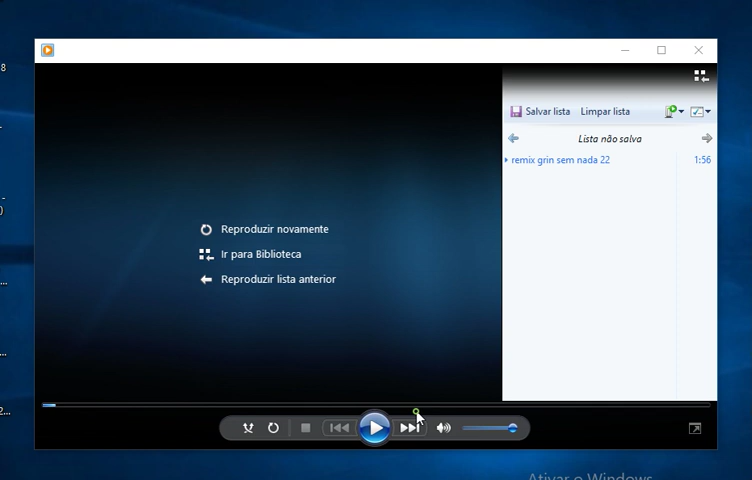 8
Salvar lista Limpar lista
Lista não salva
remix grin sem nada 22 1:56
Reproduzir novamente
Ir para Biblioteca
Reproduzir lista anterior
Ativar o Windows